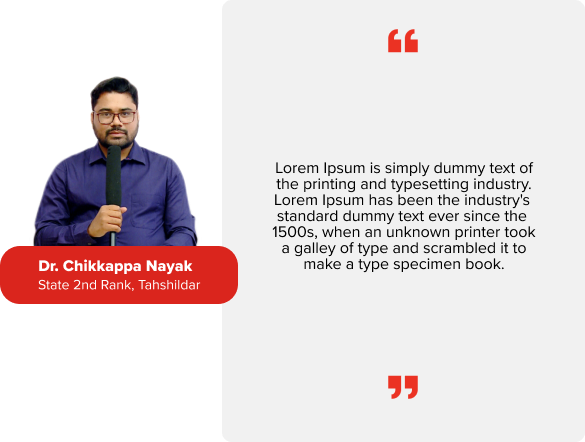 Dr. Chikkappa Nayak
State 2nd Rank, Tahshildar
“
Lorem Ipsum is simply dummy text of
the printing and typesetting industry.
Lorem Ipsum has been the industry's
standard dummy text ever since the
1500s, when an unknown printer took
a galley of type and scrambled it to
make a type specimen book.
”